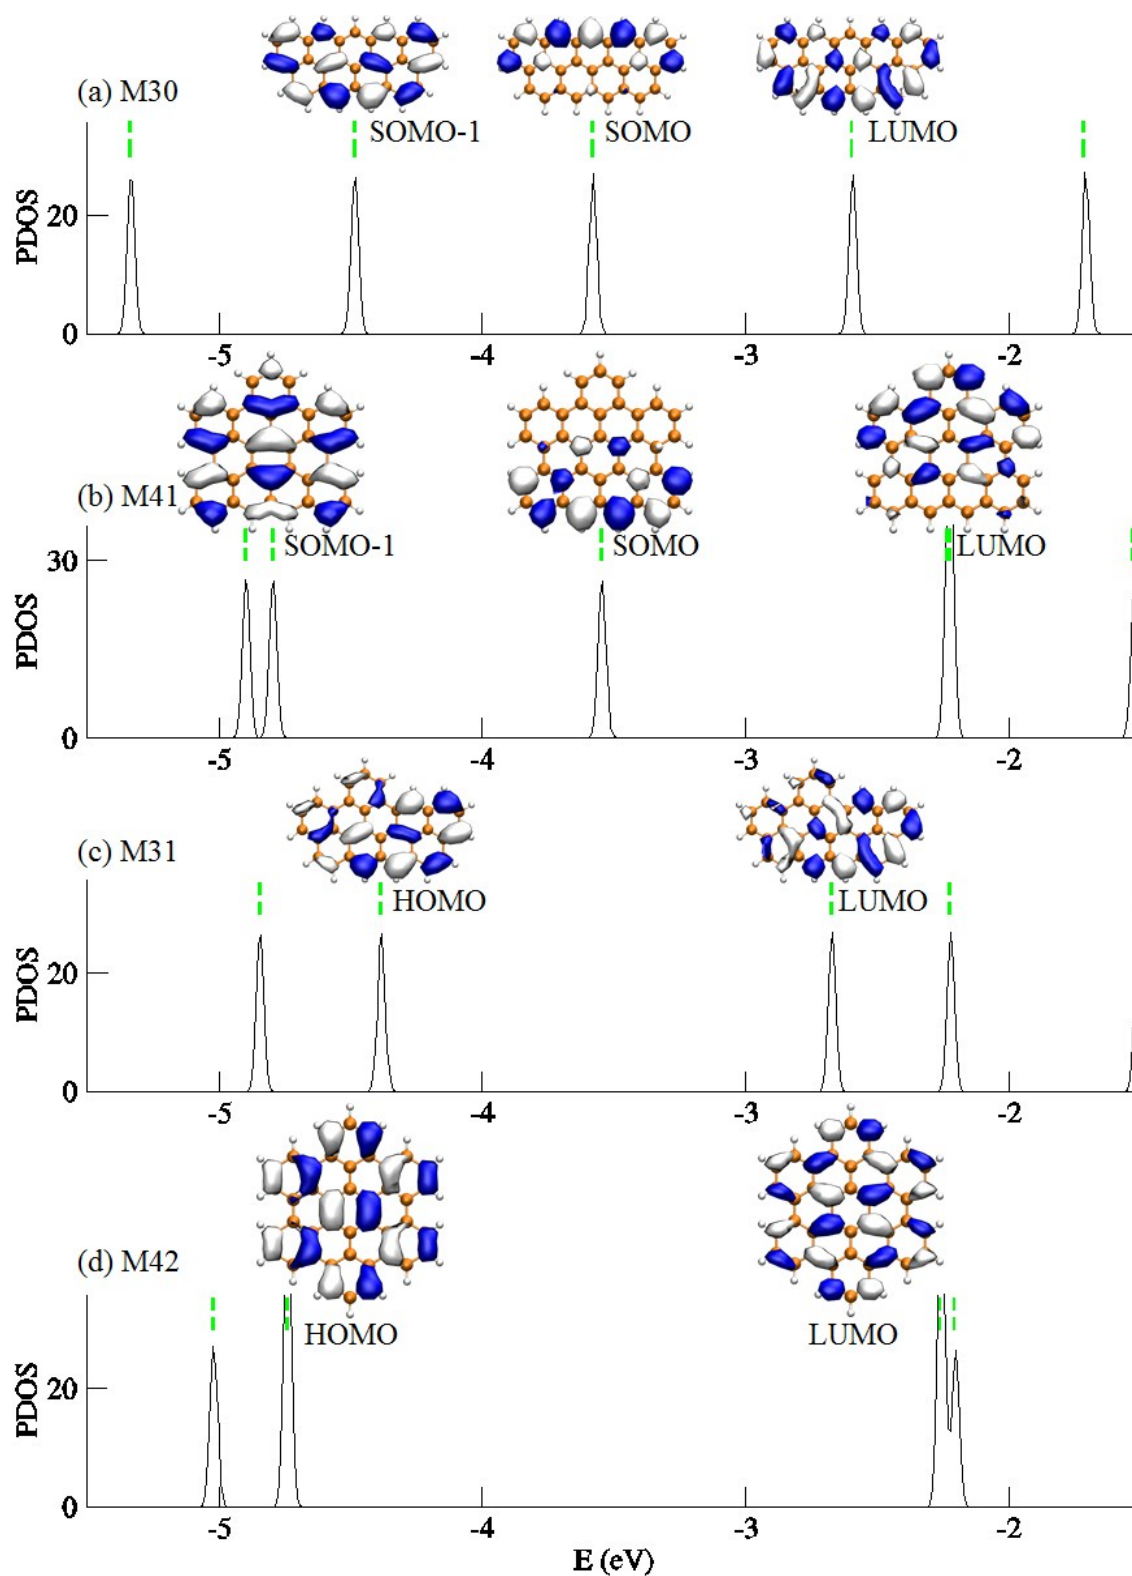 (a) M30
SOMO-1 SOMO LUMO
PDOS
20
0
-5 -4 -3 -2
(b) M41
SOMO-1 SOMO LUMO
PDOS
30
0
-5 -4 -3 -2
(c) M31
HOMO LUMO
PDOS
20
0
-5 -4 -3 -2
(d) M42
HOMO LUMO
PDOS
20
0
-5 -4 -3 -2
E (eV)